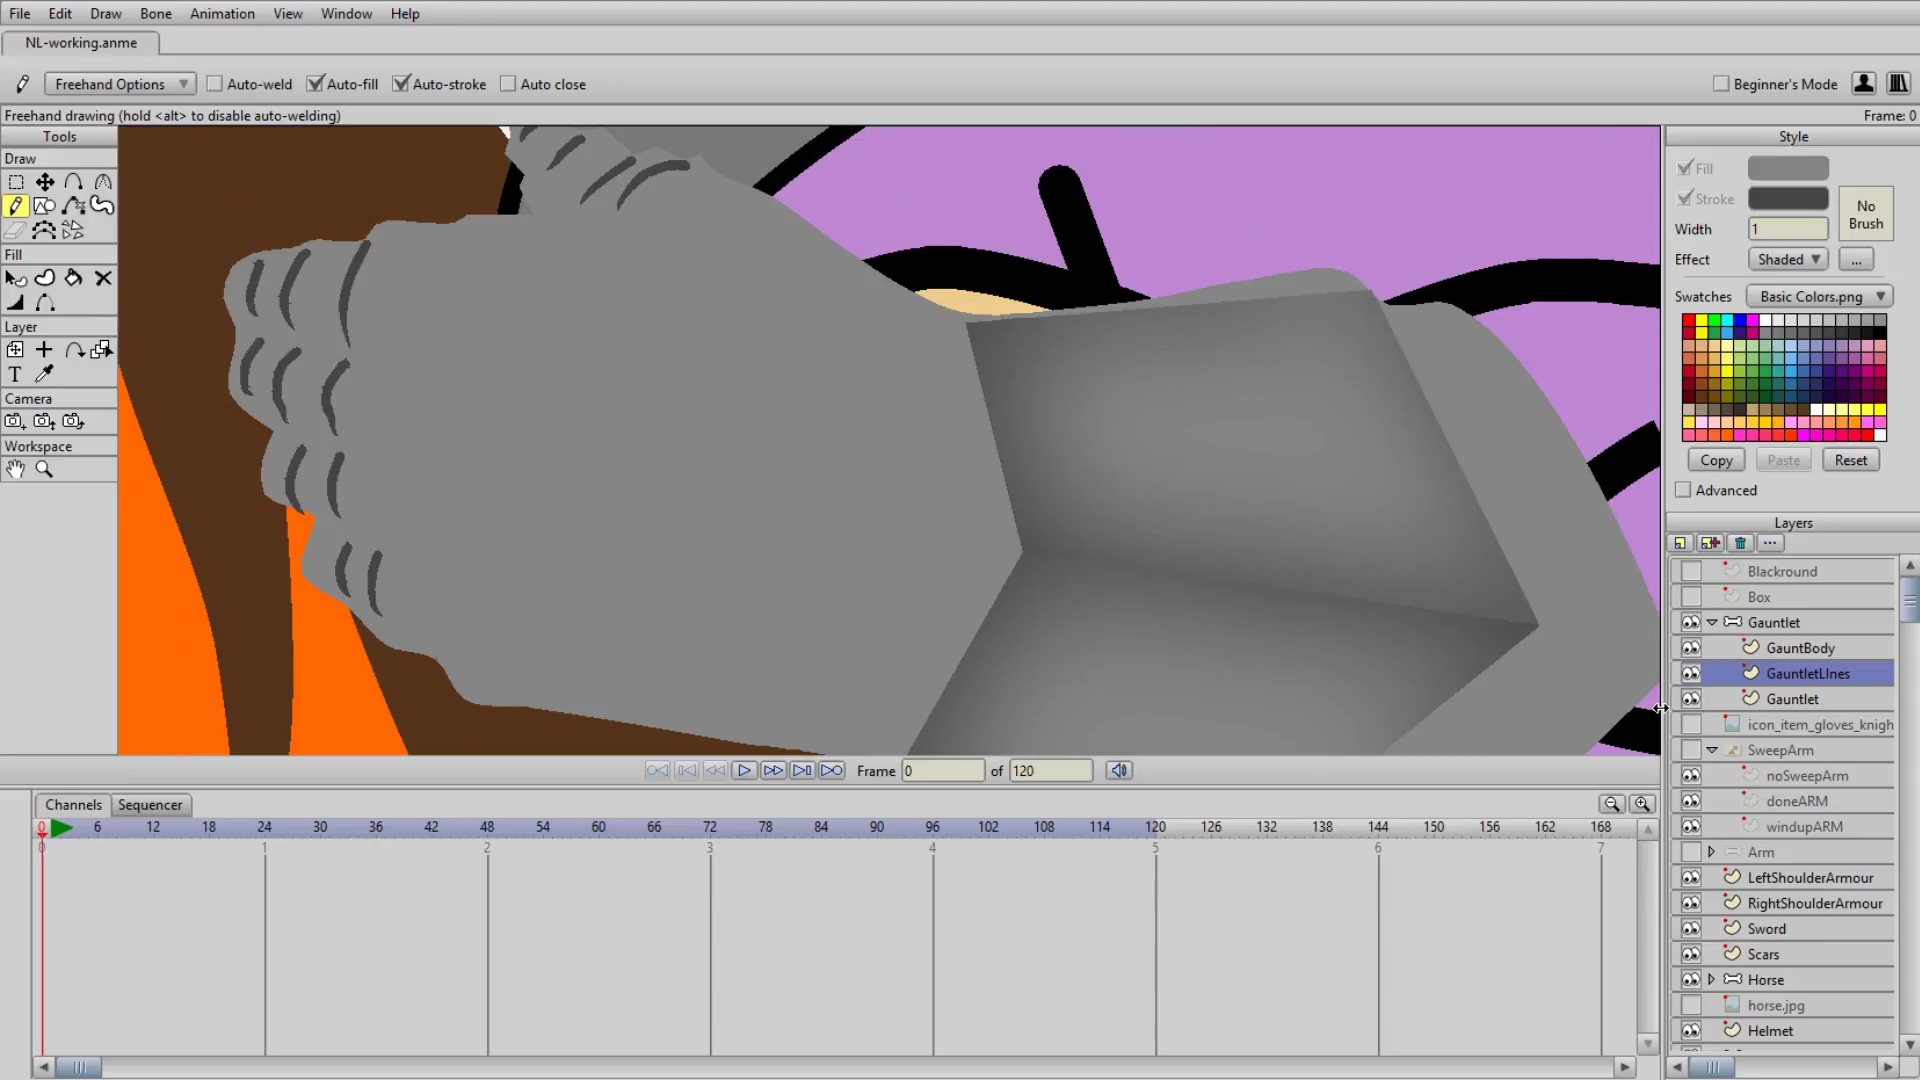 File Edit Draw Bone Animation View Window Help
NL-working.anme
Freehand Options Auto-weld Auto-fill Auto-stroke Auto close Beginner's Mode
Freehand drawing (hold <alt> to disable auto-welding) Frame: 0
Tools
Draw
Fill
Layer
T
Camera
Workspace
Style
Fill
Stroke
No
Brush
Width 1
Effect Shaded ...
Swatches Basic Colors.png
Copy Paste Reset
Advanced
Layers
Blackround
Box
Gauntlet
GauntBody
GauntletLInes
Gauntlet
icon_item_gloves_knigh
SweepArm
noSweepArm
doneARM
windupARM
Arm
LeftShoulderArmour
RightShoulderArmour
Sword
Scars
Horse
horse.jpg
Helmet
Frame 0 of 120
Channels Sequencer
0 6 12 18 24 30 36 42 48 54 60 66 72 78 84 90 96 102 108 114 120 126 132 138 144 150 156 162 168
0 1 2 3 4 5 6 7